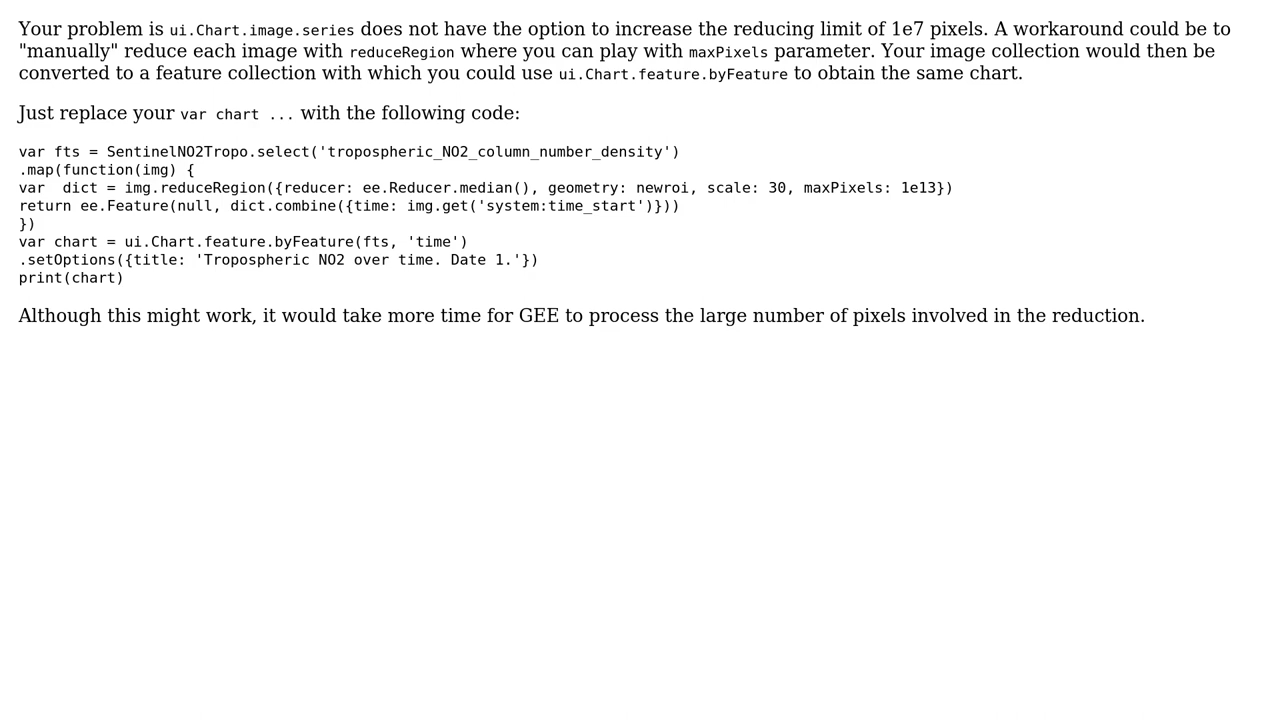 Your problem is ui.Chart.image.series does not have the option to increase the reducing limit of 1e7 pixels. A workaround could be to
"manually" reduce each image with reduceRegion where you can play with maxPixels parameter. Your image collection would then be
converted to a feature collection with which you could use ui.Chart.feature.byFeature to obtain the same chart.
Just replace your var chart ... with the following code:
var fts = SentinelNO2Tropo.select('tropospheric_NO2_column_number_density')
.map(function(img) {
var  dict = img.reduceRegion({reducer: ee.Reducer.median(), geometry: newroi, scale: 30, maxPixels: 1e13})
return ee.Feature(null, dict.combine({time: img.get('system:time_start')}))
})
var chart = ui.Chart.feature.byFeature(fts, 'time')
.setOptions({title: 'Tropospheric NO2 over time. Date 1.'})
print(chart)
Although this might work, it would take more time for GEE to process the large number of pixels involved in the reduction.